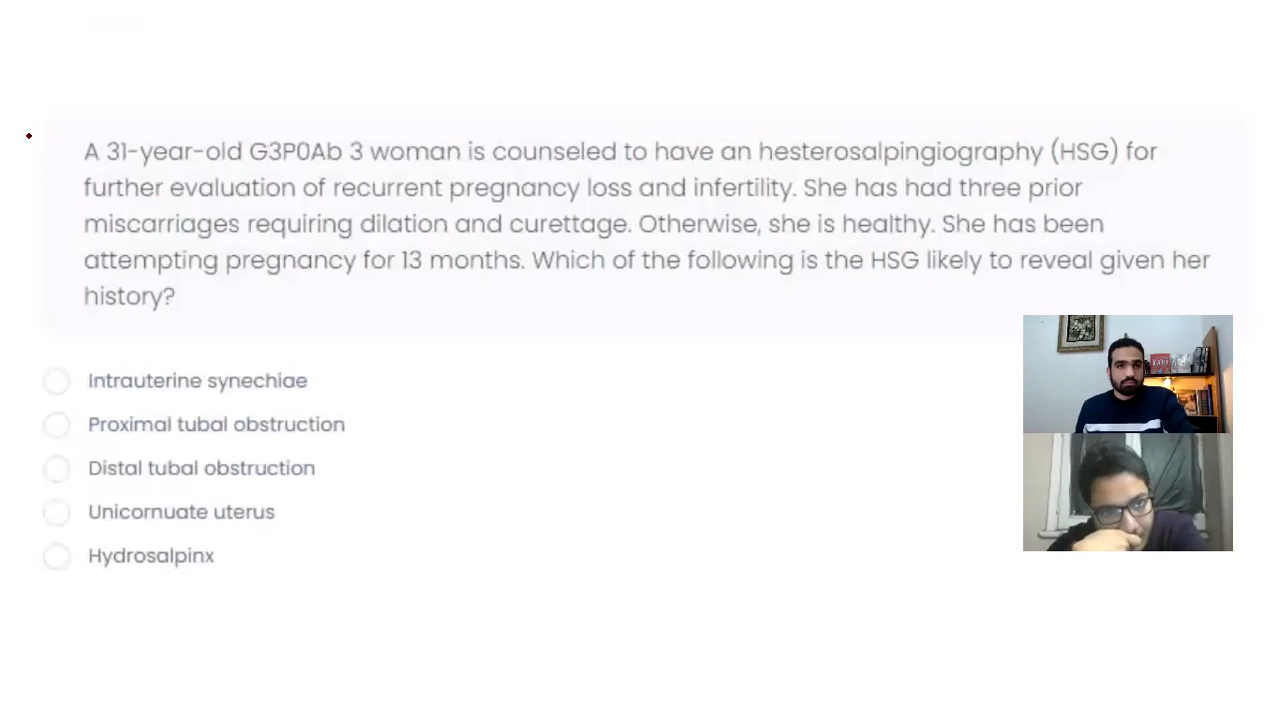 A 31-year-old G3P0Ab 3 woman is counseled to have an hesterosalpingiography (HSG) for
further evaluation of recurrent pregnancy loss and infertility. She has had three prior
miscarriages requiring dilation and curettage. Otherwise, she is healthy. She has been
attempting pregnancy for 13 months. Which of the following is the HSG likely to reveal given her
history?
Intrauterine synechiae
Proximal tubal obstruction
Distal tubal obstruction
Unicornuate uterus
Hydrosalpinx